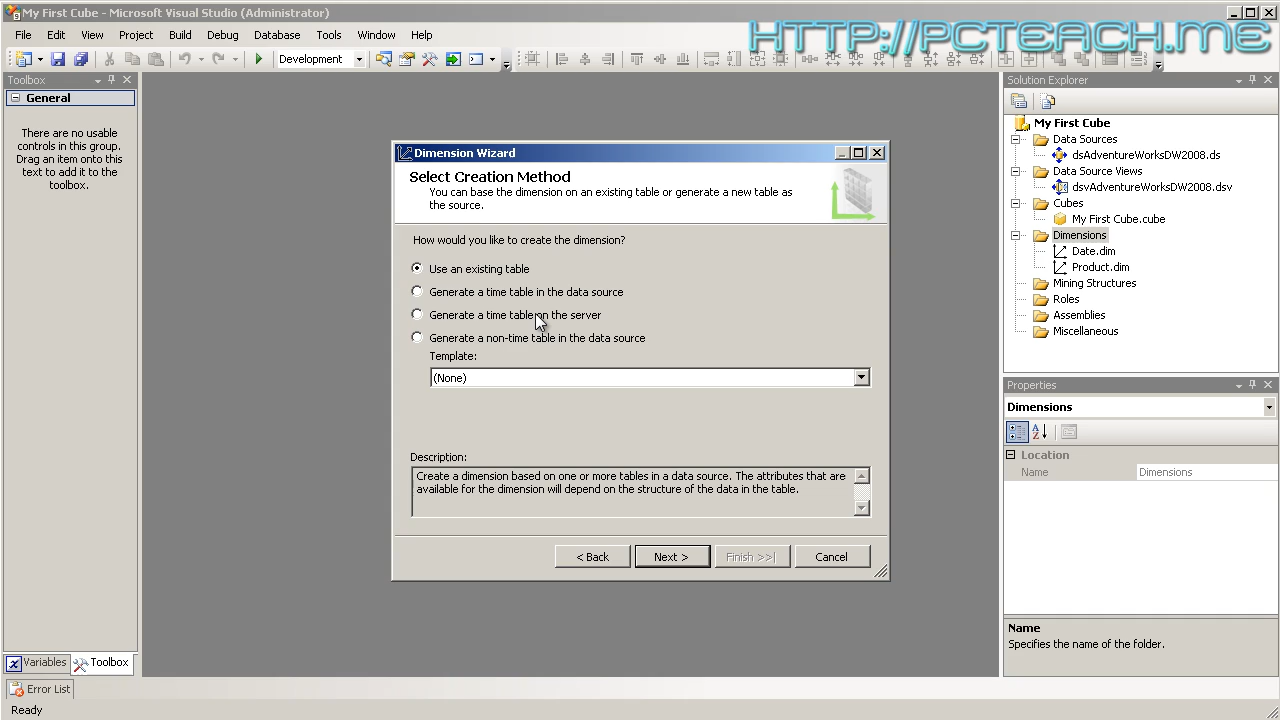 My First Cube - Microsoft Visual Studio (Administrator)
File Edit View Project Build Debug Database Tools Window Help
HTTP://PCTEACH.ME
Development
Toolbox
General
There are no usable
controls in this group.
Drag an item onto this
text to add it to the
toolbox.
Variables Toolbox
Error List
Ready
Dimension Wizard
Select Creation Method
You can base the dimension on an existing table or generate a new table as
the source.
How would you like to create the dimension?
Use an existing table
Generate a time table in the data source
Generate a time table on the server
Generate a non-time table in the data source
Template:
(None)
Description:
Create a dimension based on one or more tables in a data source. The attributes that are
available for the dimension will depend on the structure of the data in the table.
< Back Next > Finish >>| Cancel
Solution Explorer
My First Cube
Data Sources
dsAdventureWorksDW2008.ds
Data Source Views
dsvAdventureWorksDW2008.dsv
Cubes
My First Cube.cube
Dimensions
Date.dim
Product.dim
Mining Structures
Roles
Assemblies
Miscellaneous
Properties
Dimensions
Location
Name Dimensions
Name
Specifies the name of the folder.